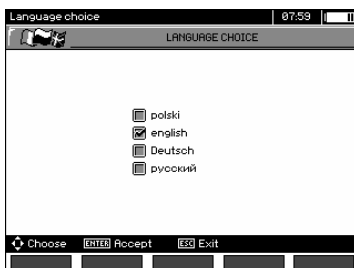 Language choice 07:59
LANGUAGE CHOICE
polski
english
Deutsch
русский
Choose ENTER Accept ESC Exit